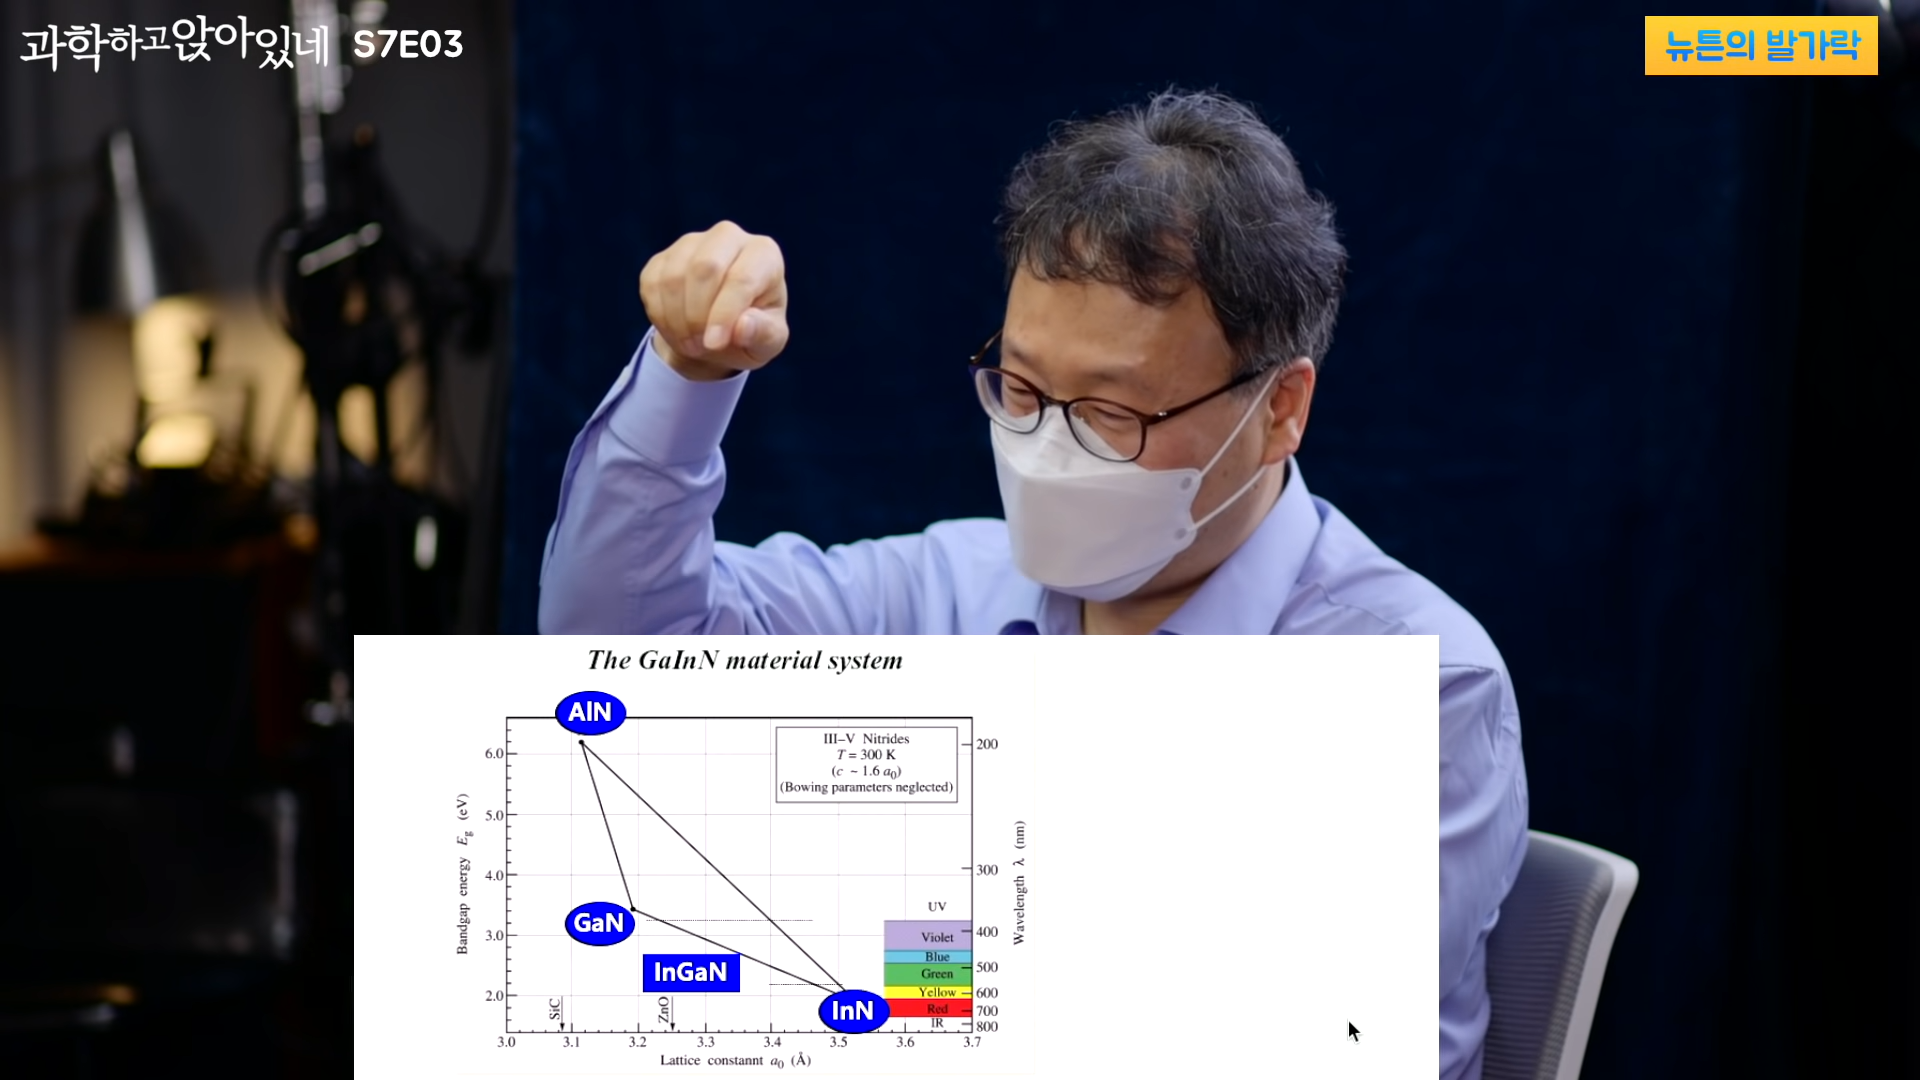 과학하고앉아있네 S7E03
뉴튼의 발가락
The GaInN material system
AlN
III–V Nitrides
T = 300 K
(c ~ 1.6 a0)
(Bowing parameters neglected)
6.0
5.0
4.0
3.0
2.0
Bandgap energy Eg (eV)
GaN
InGaN
InN
SiC
ZnO
UV
Violet
Blue
Green
Yellow
Red
IR
200
300
400
500
600
700
800
Wavelength λ (nm)
3.0 3.1 3.2 3.3 3.4 3.5 3.6 3.7
Lattice constannt a0 (Å)